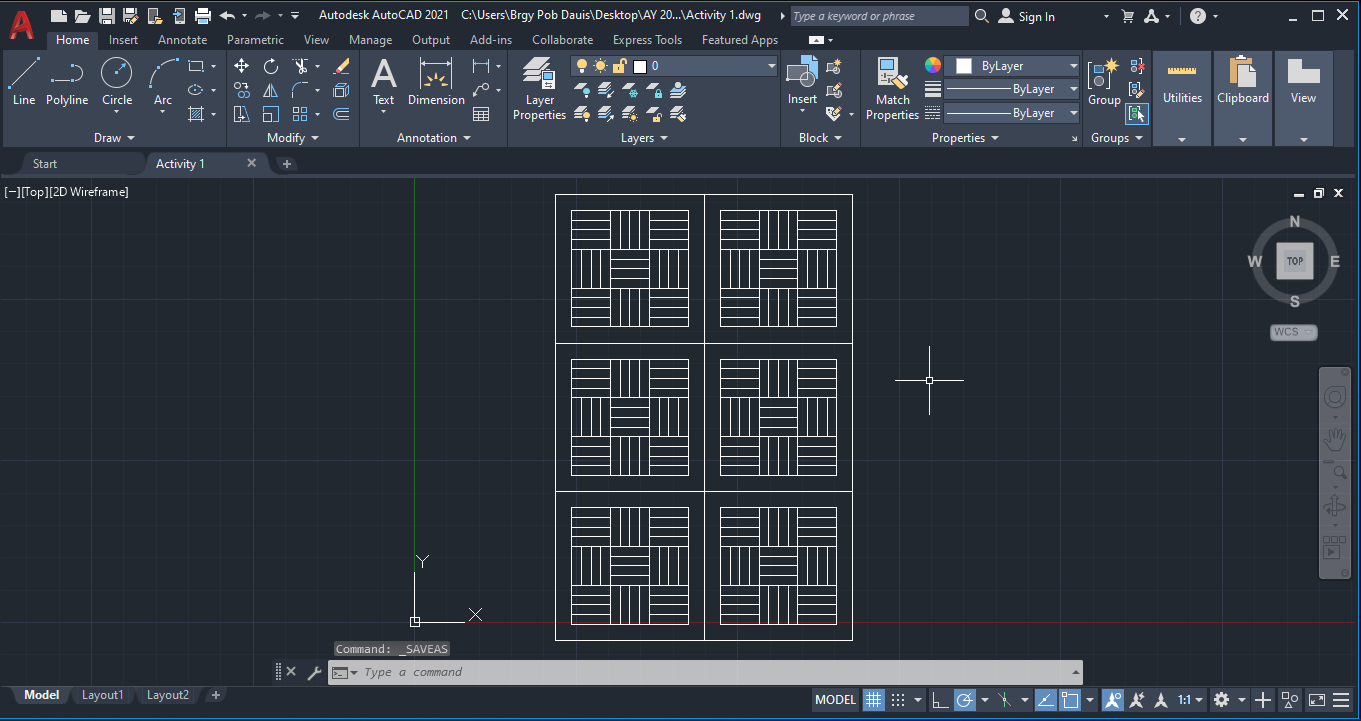 Autodesk AutoCAD 2021 C:\Users\Brgy Pob Dauis\Desktop\AY 20...\Activity 1.dwg Type a keyword or phrase Sign In
Home Insert Annotate Parametric View Manage Output Add-ins Collaborate Express Tools Featured Apps
0 ByLayer
ByLayer
ByLayer
Line Polyline Circle Arc Text Dimension Layer Properties Insert Match Properties Group Utilities Clipboard View
Draw Modify Annotation Layers Block Properties Groups
Start Activity 1
[−][Top][2D Wireframe]
N
W TOP E
S
WCS
Y
X
Command: _SAVEAS
Type a command
Model Layout1 Layout2 + MODEL 1:1